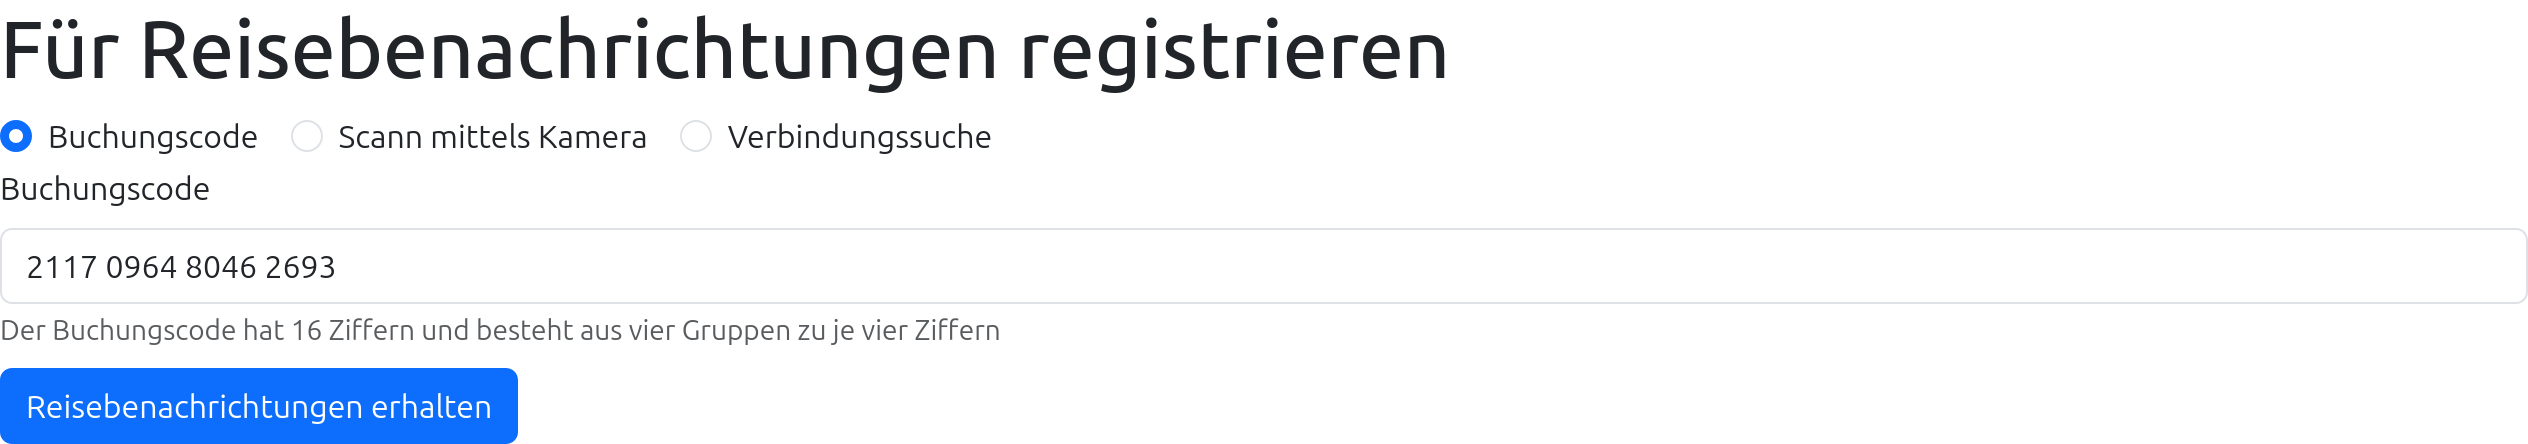 Für Reisebenachrichtungen registrieren
Buchungscode Scann mittels Kamera Verbindungssuche
Buchungscode
2117 0964 8046 2693
Der Buchungscode hat 16 Ziffern und besteht aus vier Gruppen zu je vier Ziffern
Reisebenachrichtungen erhalten